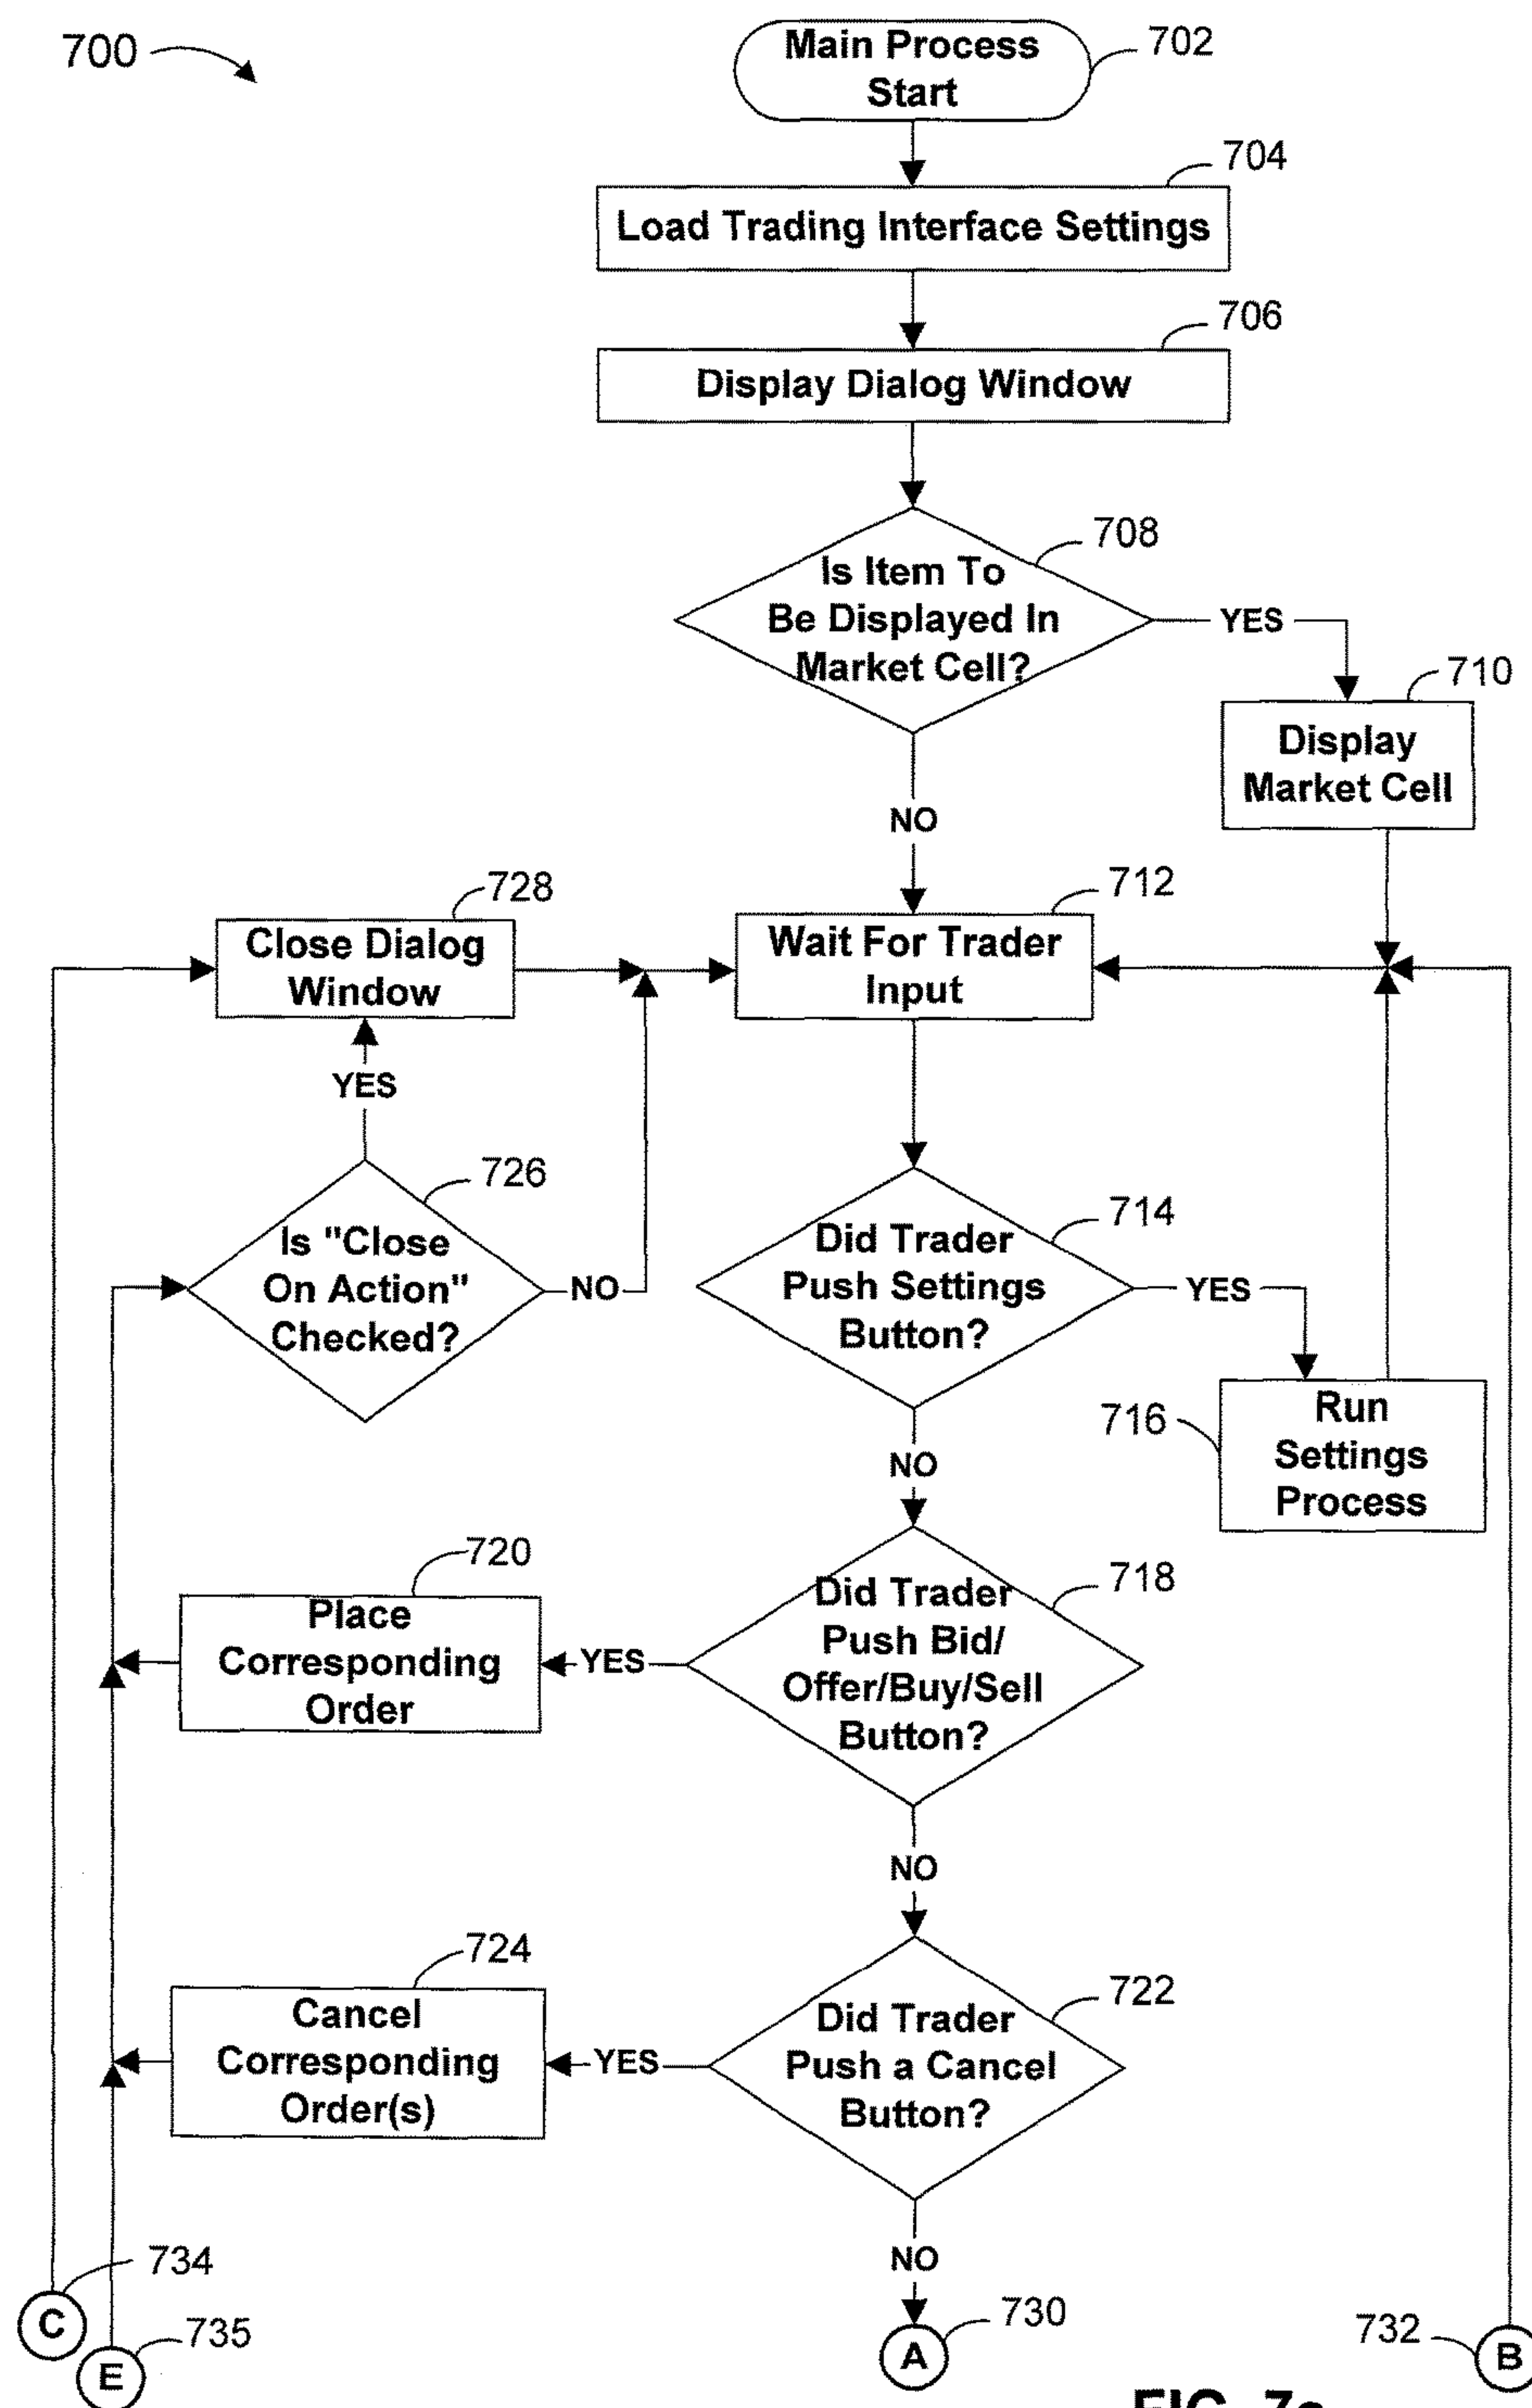 700
Main Process
Start
702
704
Load Trading Interface Settings
706
Display Dialog Window
708
Is Item To
Be Displayed In
Market Cell?
YES
710
Display
Market Cell
NO
728
Close Dialog
Window
712
Wait For Trader
Input
YES
726
Is "Close
On Action"
Checked?
NO
714
Did Trader
Push Settings
Button?
YES
716
Run
Settings
Process
NO
720
Place
Corresponding
Order
YES
718
Did Trader
Push Bid/
Offer/Buy/Sell
Button?
NO
724
Cancel
Corresponding
Order(s)
YES
722
Did Trader
Push a Cancel
Button?
NO
734
C
735
E
730
A
732
B
FIG. 7a